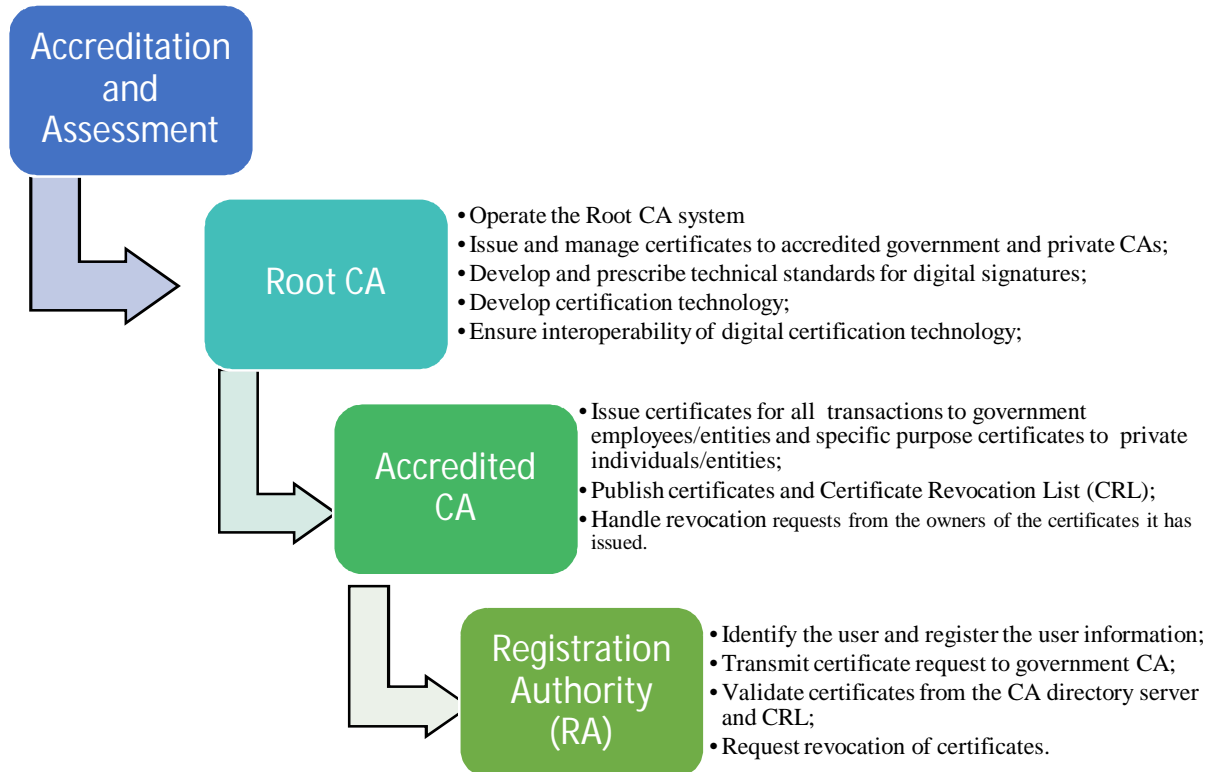 Accreditation
and
Assessment
Root CA
• Operate the Root CA system
• Issue and manage certificates to accredited government and private CAs;
• Develop and prescribe technical standards for digital signatures;
• Develop certification technology;
• Ensure interoperability of digital certification technology;
Accredited
CA
• Issue certificates for all transactions to government
employees/entities and specific purpose certificates to private
individuals/entities;
• Publish certificates and Certificate Revocation List (CRL);
• Handle revocation requests from the owners of the certificates it has
issued.
Registration
Authority
(RA)
• Identify the user and register the user information;
• Transmit certificate request to government CA;
• Validate certificates from the CA directory server
and CRL;
• Request revocation of certificates.